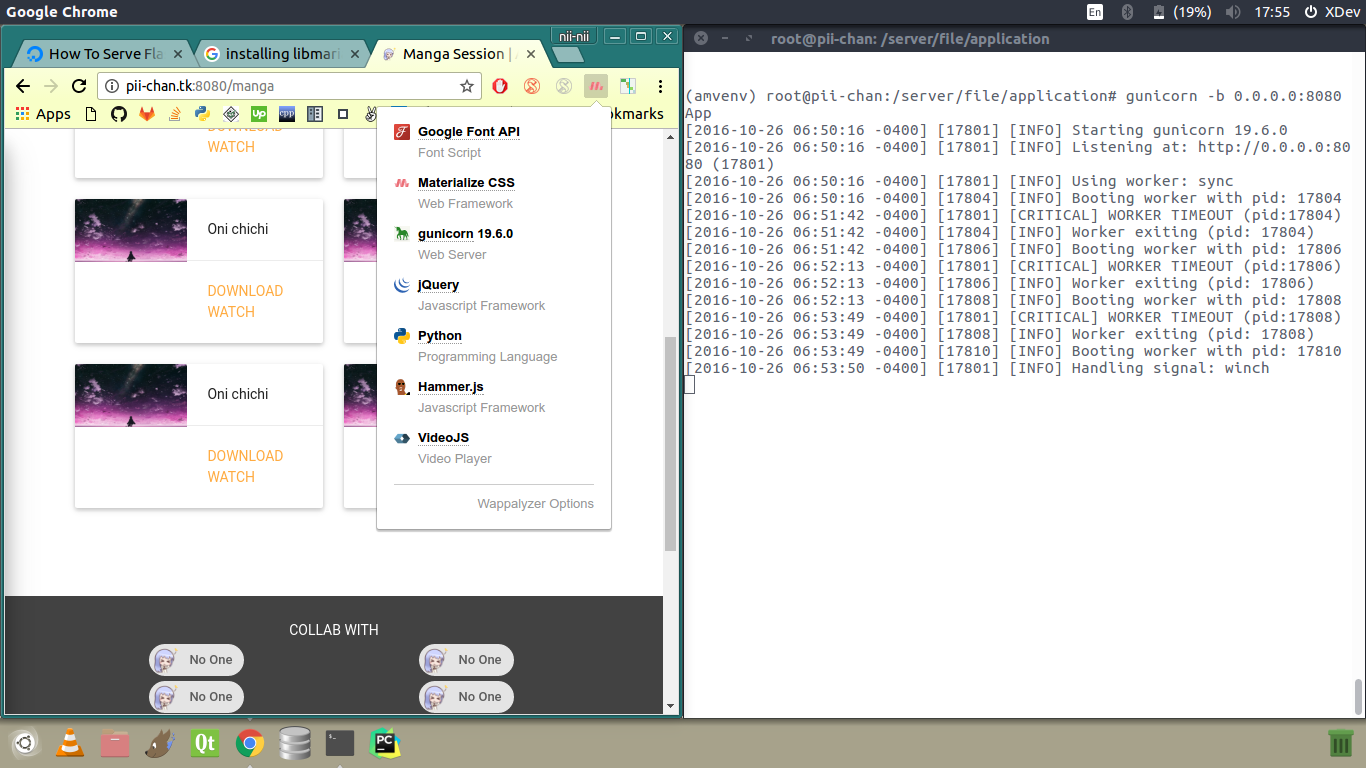 Google Chrome
En
(19%)
17:55
XDev
nii-nii
How To Serve Fla
installing libmari
Manga Session |
pii-chan.tk:8080/manga
Apps
Up
cpp
okmarks
DOWNLOAD
WATCH
Oni chichi
DOWNLOAD
WATCH
Oni chichi
DOWNLOAD
WATCH
Google Font API
Font Script
Materialize CSS
Web Framework
gunicorn 19.6.0
Web Server
jQuery
Javascript Framework
Python
Programming Language
Hammer.js
Javascript Framework
VideoJS
Video Player
Wappalyzer Options
COLLAB WITH
No One
No One
No One
No One
root@pii-chan: /server/file/application
(amvenv) root@pii-chan:/server/file/application# gunicorn -b 0.0.0.0:8080
App
[2016-10-26 06:50:16 -0400] [17801] [INFO] Starting gunicorn 19.6.0
[2016-10-26 06:50:16 -0400] [17801] [INFO] Listening at: http://0.0.0.0:80
80 (17801)
[2016-10-26 06:50:16 -0400] [17801] [INFO] Using worker: sync
[2016-10-26 06:50:16 -0400] [17804] [INFO] Booting worker with pid: 17804
[2016-10-26 06:51:42 -0400] [17801] [CRITICAL] WORKER TIMEOUT (pid:17804)
[2016-10-26 06:51:42 -0400] [17804] [INFO] Worker exiting (pid: 17804)
[2016-10-26 06:51:42 -0400] [17806] [INFO] Booting worker with pid: 17806
[2016-10-26 06:52:13 -0400] [17801] [CRITICAL] WORKER TIMEOUT (pid:17806)
[2016-10-26 06:52:13 -0400] [17806] [INFO] Worker exiting (pid: 17806)
[2016-10-26 06:52:13 -0400] [17808] [INFO] Booting worker with pid: 17808
[2016-10-26 06:53:49 -0400] [17801] [CRITICAL] WORKER TIMEOUT (pid:17808)
[2016-10-26 06:53:49 -0400] [17808] [INFO] Worker exiting (pid: 17808)
[2016-10-26 06:53:49 -0400] [17810] [INFO] Booting worker with pid: 17810
[2016-10-26 06:53:50 -0400] [17801] [INFO] Handling signal: winch
Qt
PC